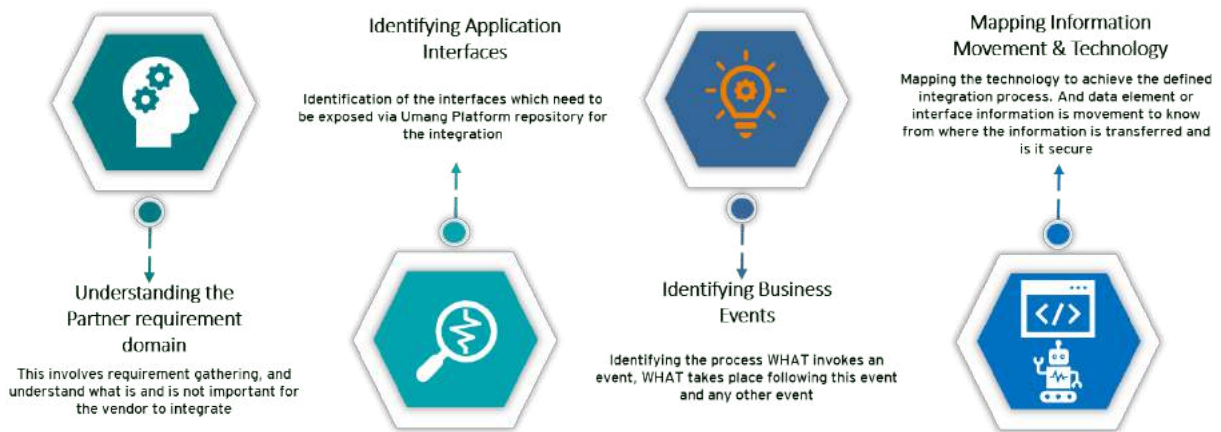 Understanding the
Partner requirement
domain
This involves requirement gathering, and
understand what is and is not important for
the vendor to integrate
Identifying Application
Interfaces
Identification of the interfaces which need to
be exposed via Umang Platform repository for
the integration
Identifying Business
Events
Identifying the process WHAT invokes an
event, WHAT takes place following this event
and any other event
Mapping Information
Movement & Technology
Mapping the technology to achieve the defined
integration process. And data element or
interface information is movement to know
from where the information is transferred and
is it secure
</>